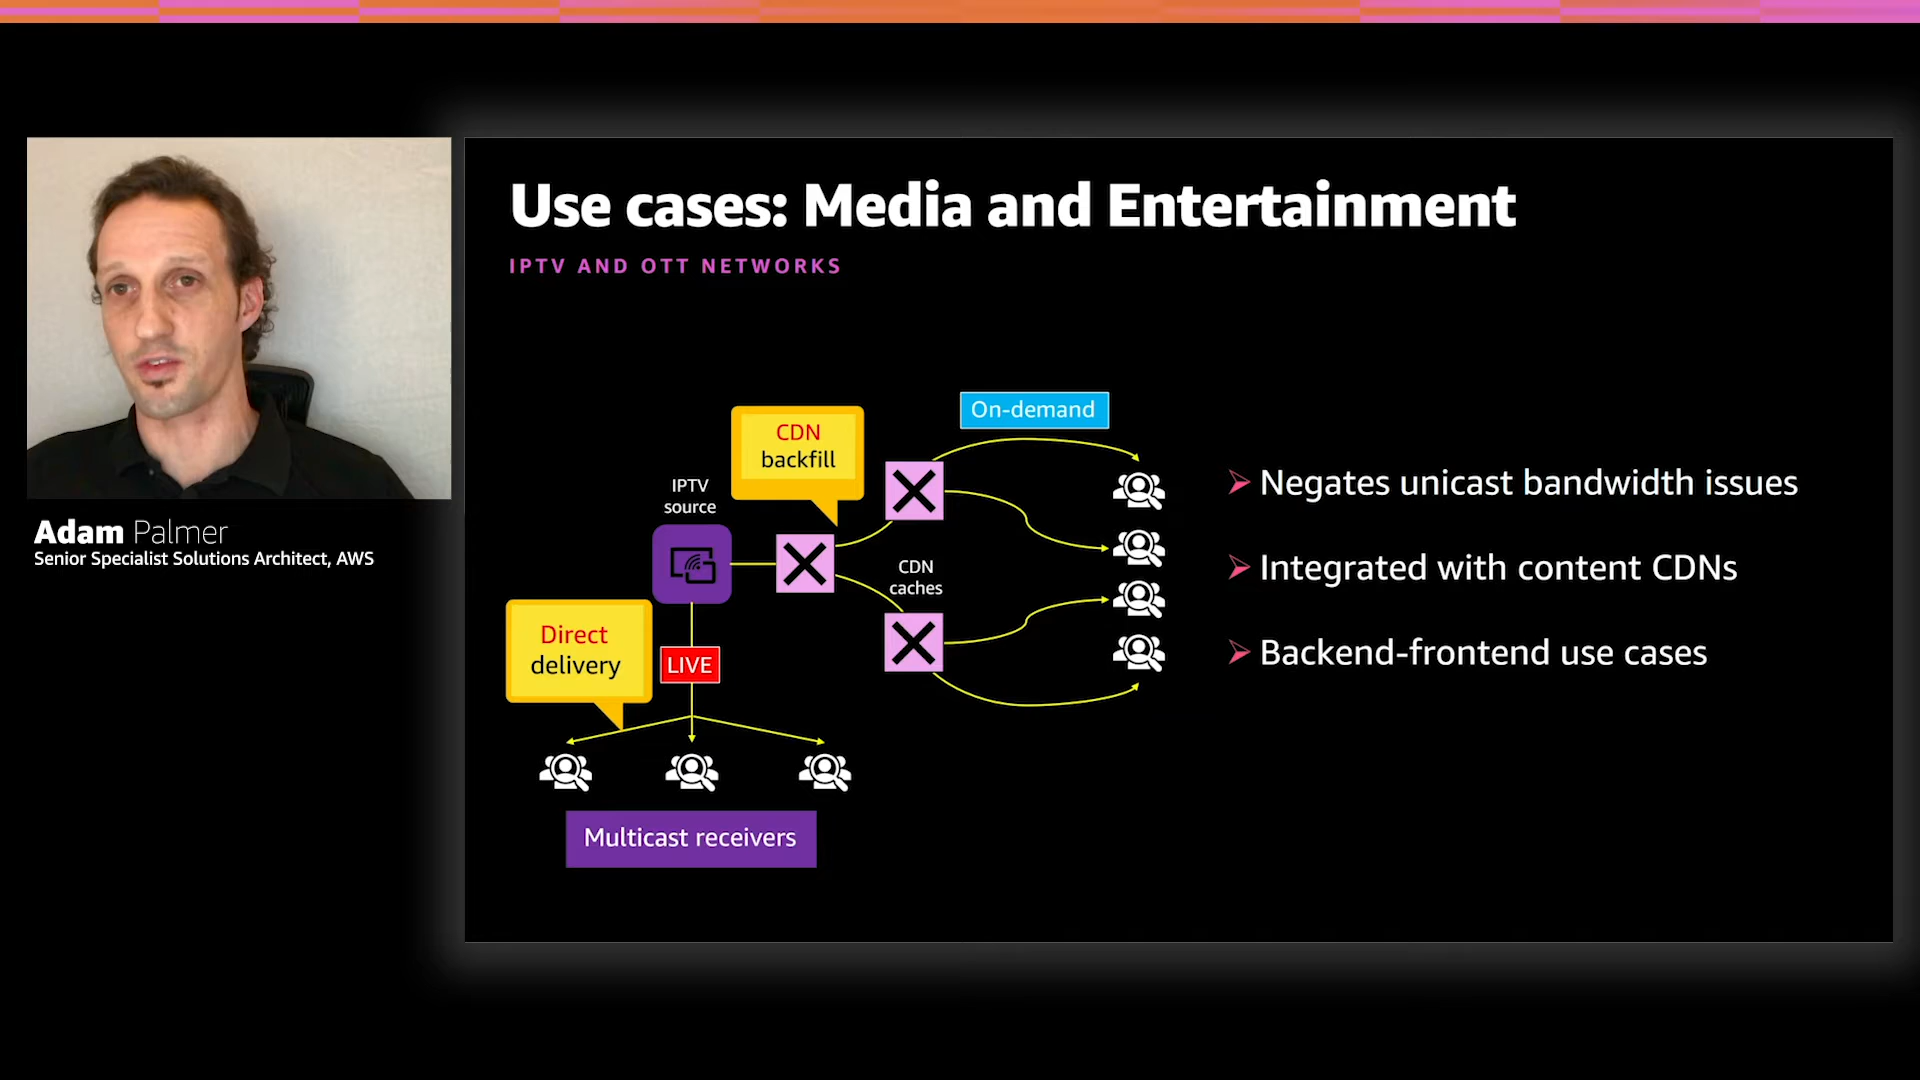 Adam Palmer
Senior Specialist Solutions Architect, AWS
Use cases: Media and Entertainment
IPTV AND OTT NETWORKS
On-demand
CDN
backfill
IPTV
source
CDN
caches
Direct
delivery
LIVE
Multicast receivers
Negates unicast bandwidth issues
Integrated with content CDNs
Backend-frontend use cases